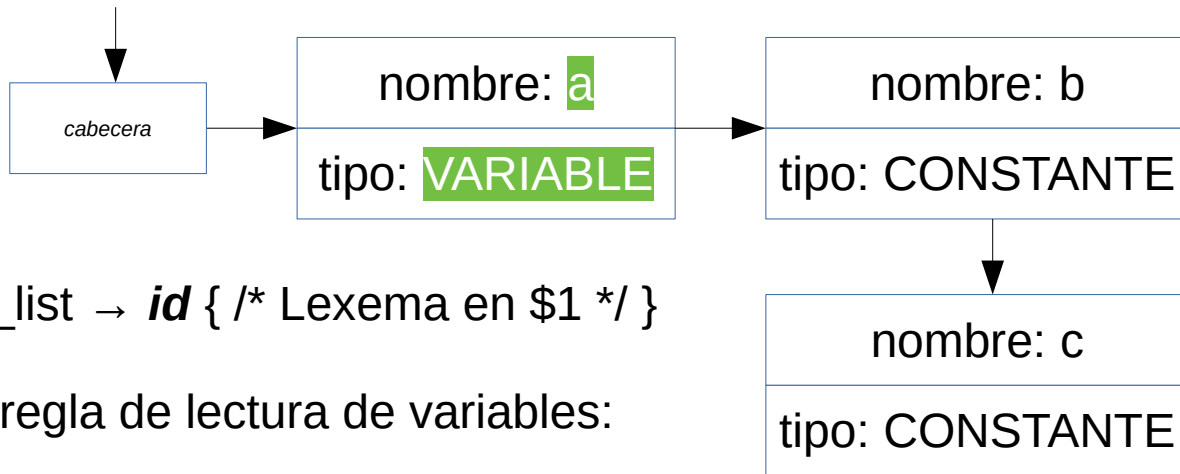 cabecera
nombre: a
tipo: VARIABLE
nombre: b
tipo: CONSTANTE
_list → id { /* Lexema en $1 */ }
nombre: c
tipo: CONSTANTE
regla de lectura de variables: